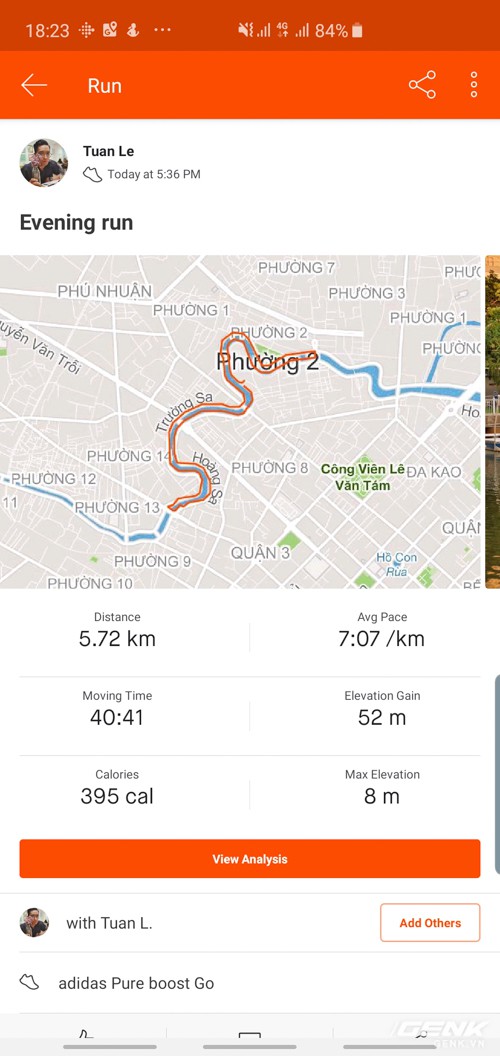 18:23 4G 84%
Run
Tuan Le
Today at 5:36 PM
Evening run
PHƯỜNG 7
PHÚ NHUẬN
PHƯỜNG 3
PHƯỜNG 1
PHƯỜNG 1
PHƯỜNG 2
Phường 2
Trường Sa
PHƯỜNG 14
Hoàng Sa
PHƯỜNG 8
Công Viên Lê
Văn Tám
ĐA KAO
PHƯỜNG 12
11
PHƯỜNG 13
PHƯỜNG 9
QUẬN 3
Hồ Con
Rùa
PHƯỜNG 10
Distance
Avg Pace
5.72 km
7:07 /km
Moving Time
Elevation Gain
40:41
52 m
Calories
Max Elevation
395 cal
8 m
View Analysis
with Tuan L.
Add Others
adidas Pure boost Go
GENK
GENK.VN